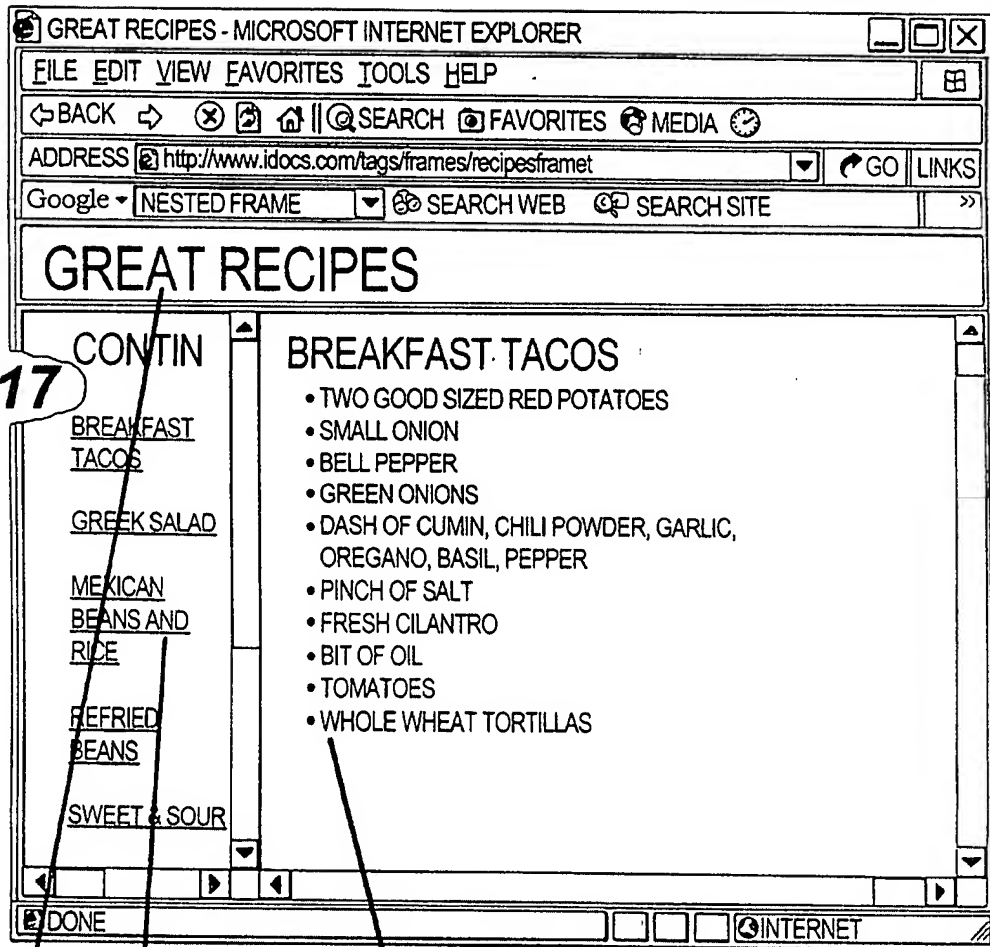 GREAT RECIPES - MICROSOFT INTERNET EXPLORER
FILE EDIT VIEW FAVORITES TOOLS HELP
BACK SEARCH FAVORITES MEDIA
ADDRESS http://www.idocs.com/tags/frames/recipesframet GO LINKS
Google NESTED FRAME SEARCH WEB SEARCH SITE >>
GREAT RECIPES
17
CONTIN
BREAKFAST
TACOS
GREEK SALAD
MEXICAN
BEANS AND
RICE
REFRIED
BEANS
SWEET & SOUR
BREAKFAST TACOS
• TWO GOOD SIZED RED POTATOES
• SMALL ONION
• BELL PEPPER
• GREEN ONIONS
• DASH OF CUMIN, CHILI POWDER, GARLIC,
OREGANO, BASIL, PEPPER
• PINCH OF SALT
• FRESH CILANTRO
• BIT OF OIL
• TOMATOES
• WHOLE WHEAT TORTILLAS
DONE INTERNET